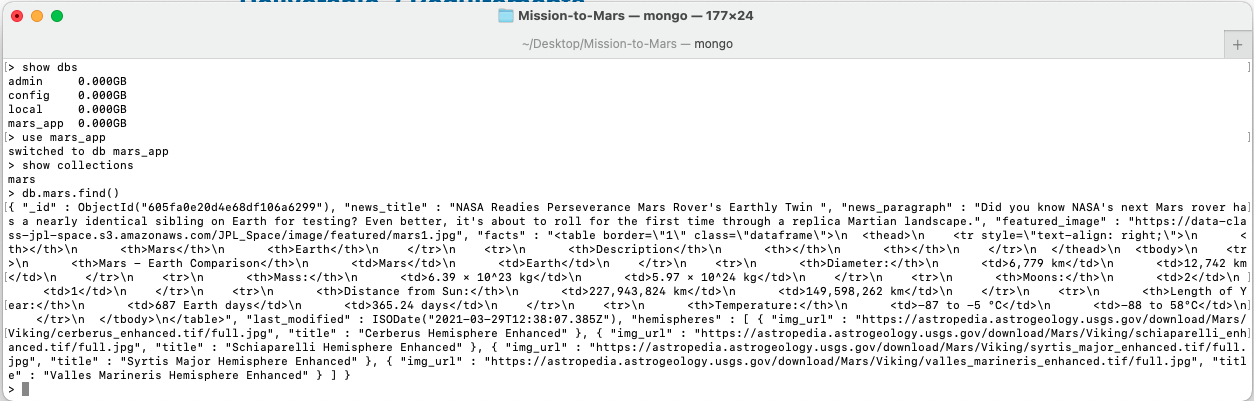 Mission-to-Mars — mongo — 177×24
~/Desktop/Mission-to-Mars — mongo
+
[> show dbs ]
admin 0.000GB
config 0.000GB
local 0.000GB
mars_app 0.000GB
[> use mars_app ]
switched to db mars_app
> show collections
mars
> db.mars.find()
[{ "_id" : ObjectId("605fa0e20d4e68df106a6299"), "news_title" : "NASA Readies Perseverance Mars Rover's Earthly Twin ", "news_paragraph" : "Did you know NASA's next Mars rover ha]
s a nearly identical sibling on Earth for testing? Even better, it's about to roll for the first time through a replica Martian landscape.", "featured_image" : "https://data-cla
ss-jpl-space.s3.amazonaws.com/JPL_Space/image/featured/mars1.jpg", "facts" : "<table border=\"1\" class=\"dataframe\">\n <thead>\n <tr style=\"text-align: right;\">\n <
th></th>\n <th>Mars</th>\n <th>Earth</th>\n </tr>\n <tr>\n <th>Description</th>\n <th></th>\n <th></th>\n </tr>\n </thead>\n <tbody>\n <tr
>\n <th>Mars - Earth Comparison</th>\n <td>Mars</td>\n <td>Earth</td>\n </tr>\n <tr>\n <th>Diameter:</th>\n <td>6,779 km</td>\n <td>12,742 km
[</td>\n </tr>\n <tr>\n <th>Mass:</th>\n <td>6.39 × 10^23 kg</td>\n <td>5.97 × 10^24 kg</td>\n </tr>\n <tr>\n <th>Moons:</th>\n <td>2</td>\n ]
<td>1</td>\n </tr>\n <tr>\n <th>Distance from Sun:</th>\n <td>227,943,824 km</td>\n <td>149,598,262 km</td>\n </tr>\n <tr>\n <th>Length of Y
[ear:</th>\n <td>687 Earth days</td>\n <td>365.24 days</td>\n </tr>\n <tr>\n <th>Temperature:</th>\n <td>-87 to -5 °C</td>\n <td>-88 to 58°C</td>\n ]
</tr>\n </tbody>\n</table>", "last_modified" : ISODate("2021-03-29T12:38:07.385Z"), "hemispheres" : [ { "img_url" : "https://astropedia.astrogeology.usgs.gov/download/Mars/
[Viking/cerberus_enhanced.tif/full.jpg", "title" : "Cerberus Hemisphere Enhanced" }, { "img_url" : "https://astropedia.astrogeology.usgs.gov/download/Mars/Viking/schiaparelli_enh]
anced.tif/full.jpg", "title" : "Schiaparelli Hemisphere Enhanced" }, { "img_url" : "https://astropedia.astrogeology.usgs.gov/download/Mars/Viking/syrtis_major_enhanced.tif/full.
jpg", "title" : "Syrtis Major Hemisphere Enhanced" }, { "img_url" : "https://astropedia.astrogeology.usgs.gov/download/Mars/Viking/valles_marineris_enhanced.tif/full.jpg", "titl
e" : "Valles Marineris Hemisphere Enhanced" } ] }
>